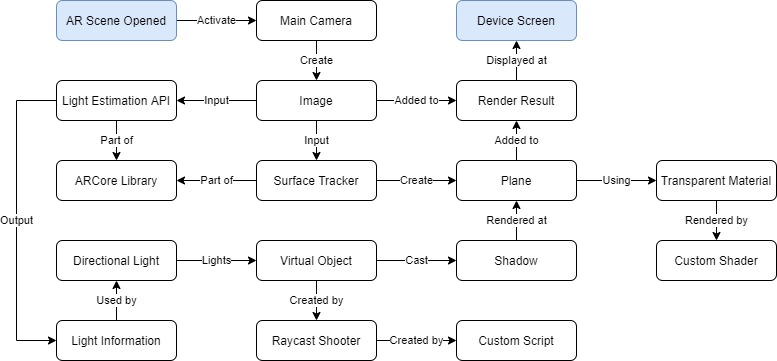 AR Scene Opened
Activate
Main Camera
Device Screen
Create
Displayed at
Light Estimation API
Input
Image
Added to
Render Result
Part of
Input
Added to
ARCore Library
Part of
Surface Tracker
Create
Plane
Using
Transparent Material
Output
Rendered at
Rendered by
Directional Light
Lights
Virtual Object
Cast
Shadow
Custom Shader
Used by
Created by
Light Information
Raycast Shooter
Created by
Custom Script